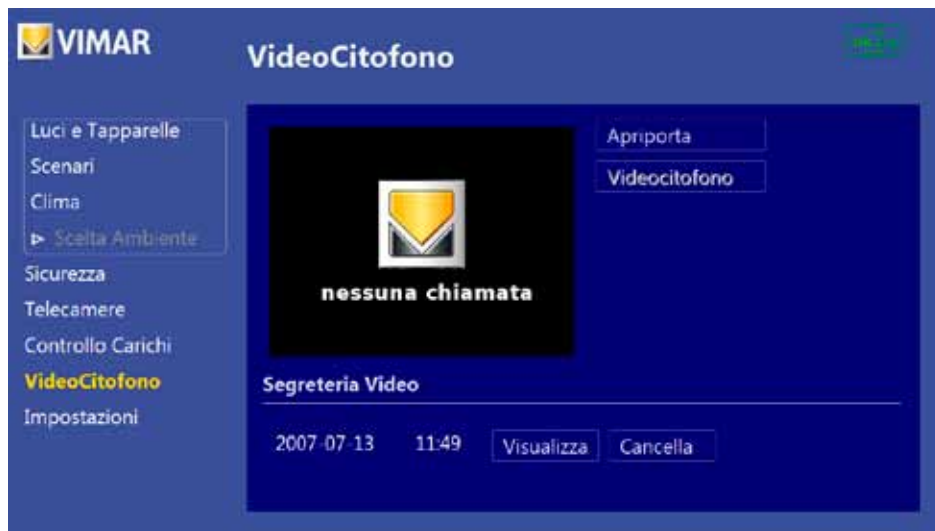 VIMAR
VideoCitofono
Luci e Tapparelle
Scenari
Clima
Scelta Ambiente
Sicurezza
Telecamere
Controllo Carichi
VideoCitofono
Impostazioni
nessuna chiamata
Apriporta
Videocitofono
Segreteria Video
2007-07-13 11:49 Visualizza Cancella